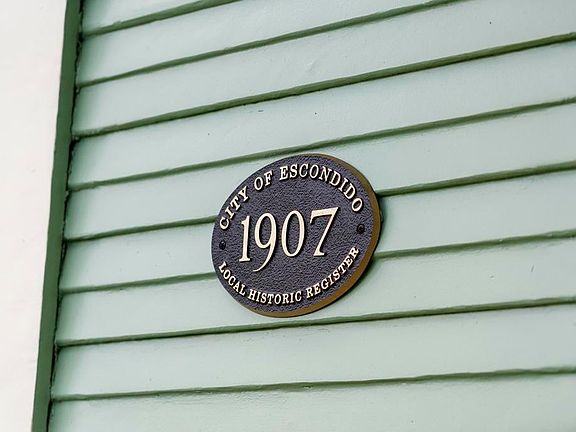 CITY OF ESCONDIDO
1907
LOCAL HISTORIC REGISTER